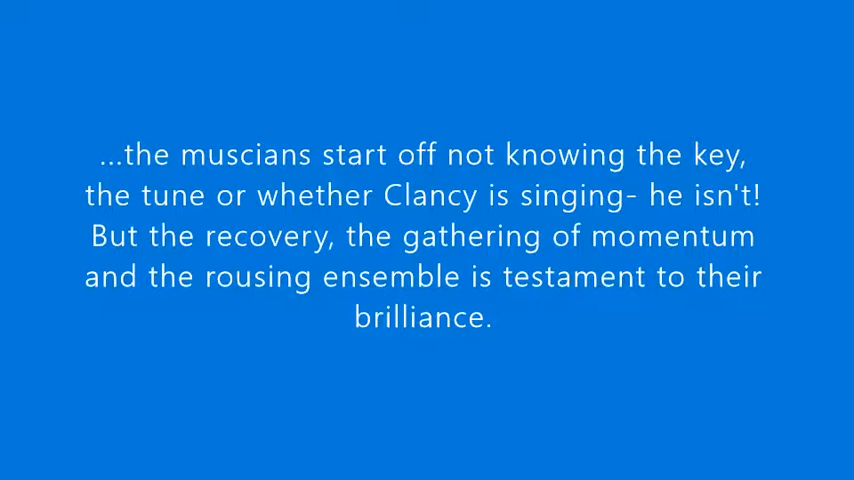 ...the muscians start off not knowing the key,
the tune or whether Clancy is singing- he isn't!
But the recovery, the gathering of momentum
and the rousing ensemble is testament to their
brilliance.